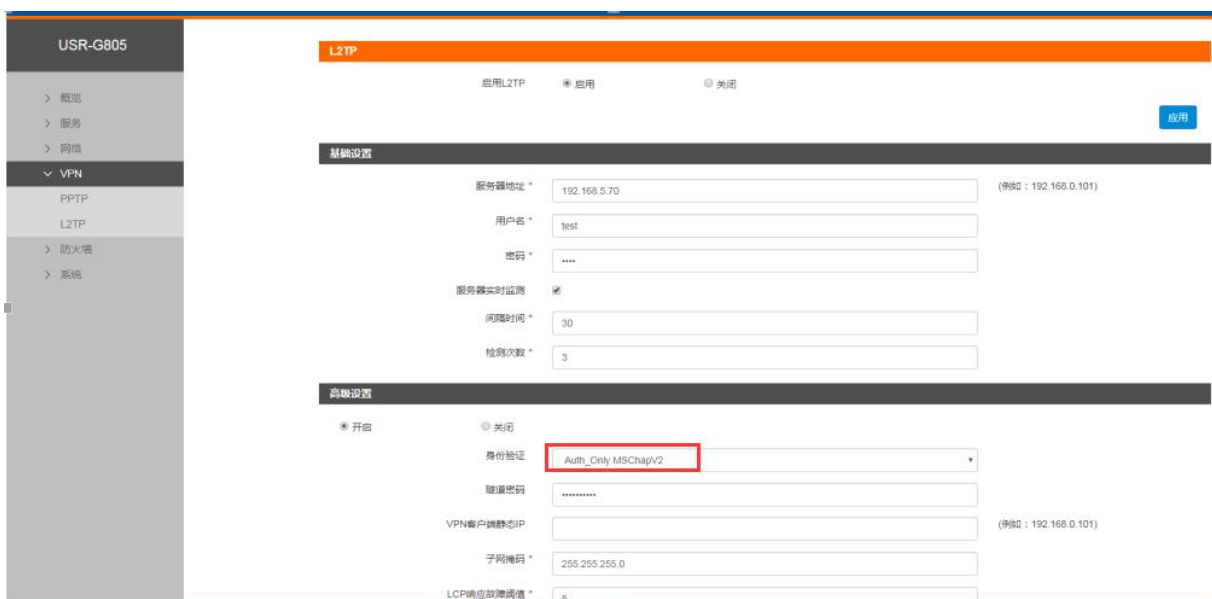 USR-G805
> 概览
> 服务
> 网络
VPN
PPTP
L2TP
> 防火墙
> 系统
L2TP
启用L2TP 启用 关闭
应用
基础设置
服务器地址 * 192.168.5.70 (例如：192.168.0.101)
用户名 * test
密码 * ••••
服务器实时监测
间隔时间 * 30
检测次数 * 3
高级设置
开启 关闭
身份验证 Auth_Only MSChapV2
隧道密码 ••••••••••
VPN客户端静态IP (例如：192.168.0.101)
子网掩码 * 255.255.255.0
LCP响应故障阈值 * 5